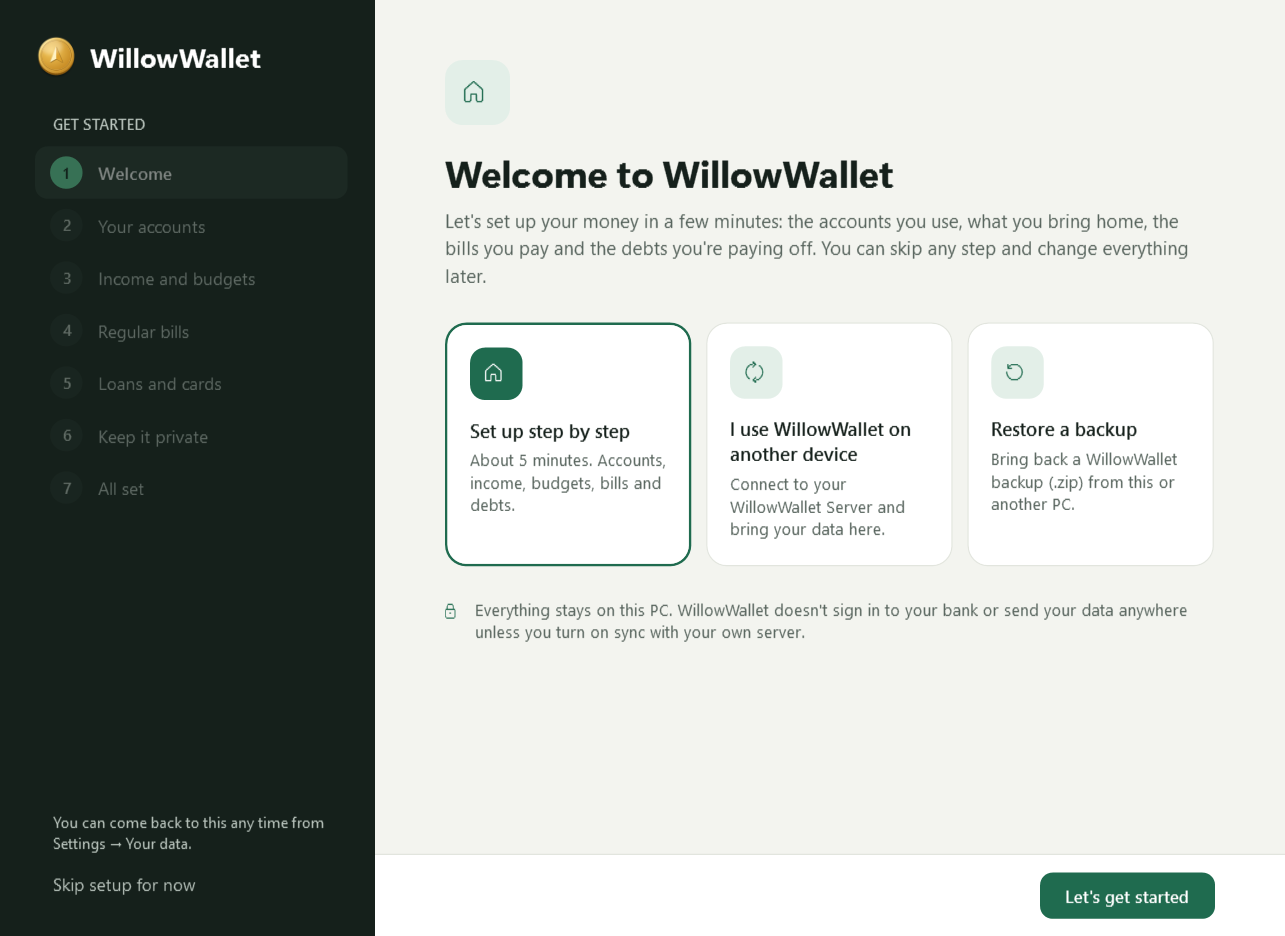 WillowWallet
GET STARTED
1 Welcome
2 Your accounts
3 Income and budgets
4 Regular bills
5 Loans and cards
6 Keep it private
7 All set
You can come back to this any time from
Settings → Your data.
Skip setup for now
Welcome to WillowWallet
Let's set up your money in a few minutes: the accounts you use, what you bring home, the
bills you pay and the debts you're paying off. You can skip any step and change everything
later.
Set up step by step
About 5 minutes. Accounts,
income, budgets, bills and
debts.
I use WillowWallet on
another device
Connect to your
WillowWallet Server and
bring your data here.
Restore a backup
Bring back a WillowWallet
backup (.zip) from this or
another PC.
Everything stays on this PC. WillowWallet doesn't sign in to your bank or send your data anywhere
unless you turn on sync with your own server.
Let's get started